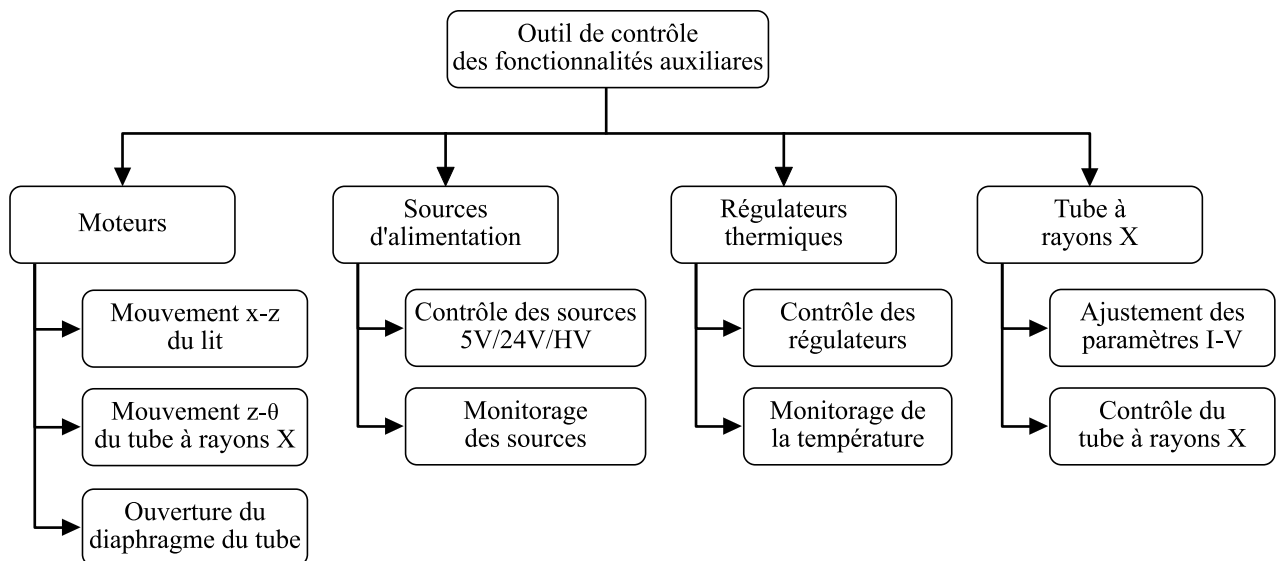 Outil de contrôle
des fonctionnalités auxiliares
Moteurs
Mouvement x-z
du lit
Mouvement z-θ
du tube à rayons X
Ouverture du
diaphragme du tube
Sources
d'alimentation
Contrôle des sources
5V/24V/HV
Monitorage
des sources
Régulateurs
thermiques
Contrôle des
régulateurs
Monitorage de
la température
Tube à
rayons X
Ajustement des
paramètres I-V
Contrôle du
tube à rayons X